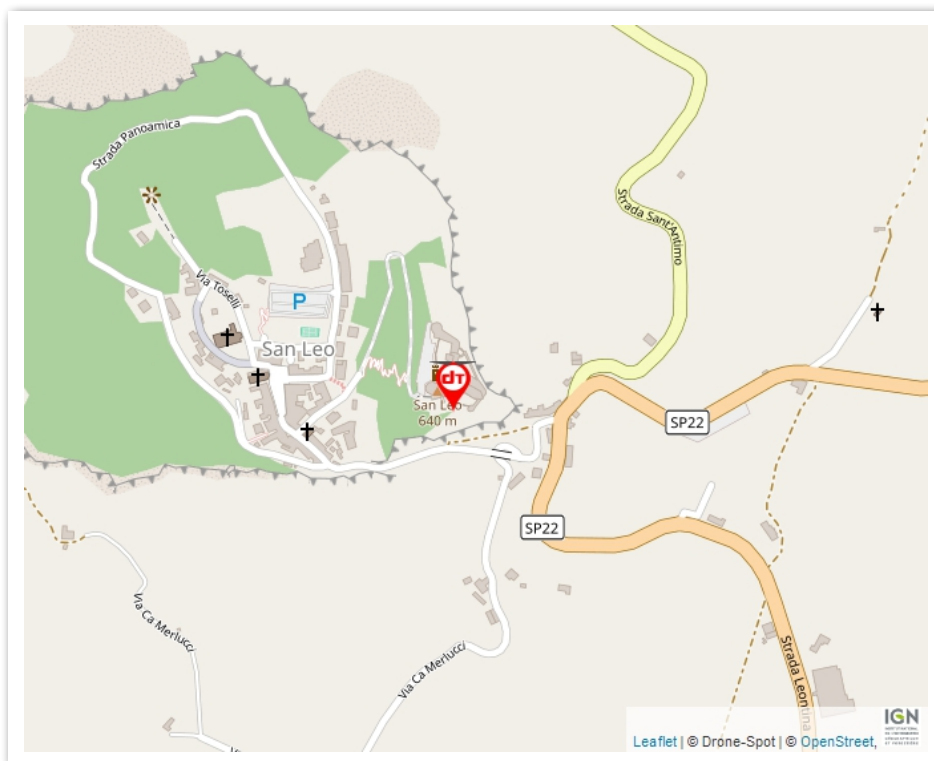 Strada Panoamica
Via Toselli
P
San Leo
dT
San Leo
640 m
Strada Sant'Antimo
SP22
SP22
Via Ca Merlucci
Via Ca Merlucci
Strada Leontina
IGN
Leaflet | © Drone-Spot | © OpenStreet,